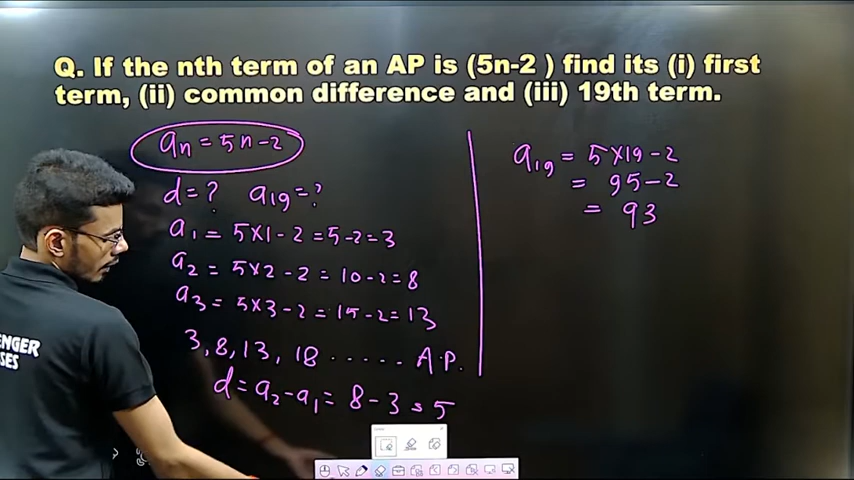 Q. If the nth term of an AP is (5n-2 ) find its (i) first
term, (ii) common difference and (iii) 19th term.
aₙ = 5n-2
d=? a₁₉=?
a₁ = 5×1-2 = 5-2=3
a₂ = 5×2-2 = 10-2=8
a₃ = 5×3-2 = 15-2=13
3,8,13, 18 ...... A.P.
d= a₂-a₁= 8-3=5
a₁₉ = 5×19-2
= 95-2
= 93
ENGER
SES